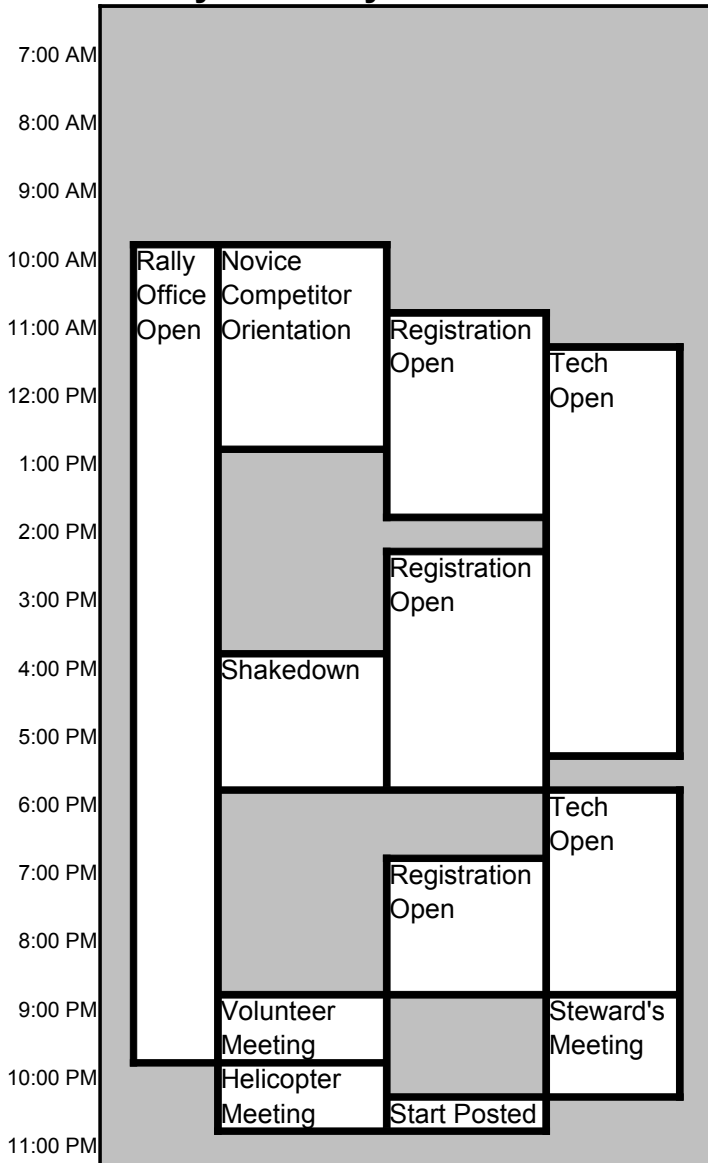 7:00 AM
8:00 AM
9:00 AM
10:00 AM
11:00 AM
12:00 PM
1:00 PM
2:00 PM
3:00 PM
4:00 PM
5:00 PM
6:00 PM
7:00 PM
8:00 PM
9:00 PM
10:00 PM
11:00 PM
Rally
Office
Open
Novice
Competitor
Orientation
Registration
Open
Tech
Open
Registration
Open
Shakedown
Tech
Open
Registration
Open
Volunteer
Meeting
Steward's
Meeting
Helicopter
Meeting
Start Posted